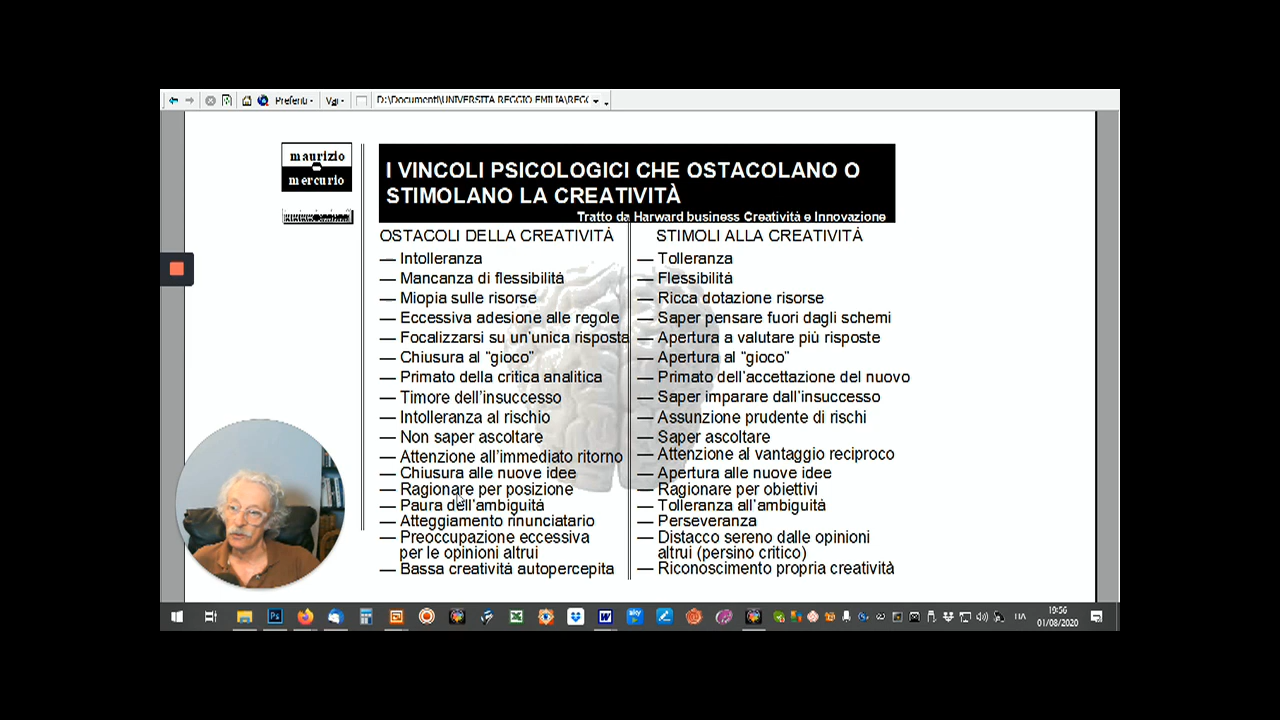 Preferiti
Vai
D:\Documenti\UNIVERSITA REGGIO EMILIA\REGG
maurizio
mercurio
I VINCOLI PSICOLOGICI CHE OSTACOLANO O
STIMOLANO LA CREATIVITÀ
Tratto da Harward business Creatività e Innovazione
OSTACOLI DELLA CREATIVITÀ
— Intolleranza
— Mancanza di flessibilità
— Miopia sulle risorse
— Eccessiva adesione alle regole
— Focalizzarsi su un’unica risposta
— Chiusura al “gioco”
— Primato della critica analitica
— Timore dell’insuccesso
— Intolleranza al rischio
— Non saper ascoltare
— Attenzione all’immediato ritorno
— Chiusura alle nuove idee
— Ragionare per posizione
— Paura dell’ambiguità
— Atteggiamento rinunciatario
— Preoccupazione eccessiva
per le opinioni altrui
— Bassa creatività autopercepita
STIMOLI ALLA CREATIVITÀ
— Tolleranza
— Flessibilità
— Ricca dotazione risorse
— Saper pensare fuori dagli schemi
— Apertura a valutare più risposte
— Apertura al “gioco”
— Primato dell’accettazione del nuovo
— Saper imparare dall’insuccesso
— Assunzione prudente di rischi
— Saper ascoltare
— Attenzione al vantaggio reciproco
— Apertura alle nuove idee
— Ragionare per obiettivi
— Tolleranza all’ambiguità
— Perseveranza
— Distacco sereno dalle opinioni
altrui (persino critico)
— Riconoscimento propria creatività
sky
ITA
19:56
01/08/2020